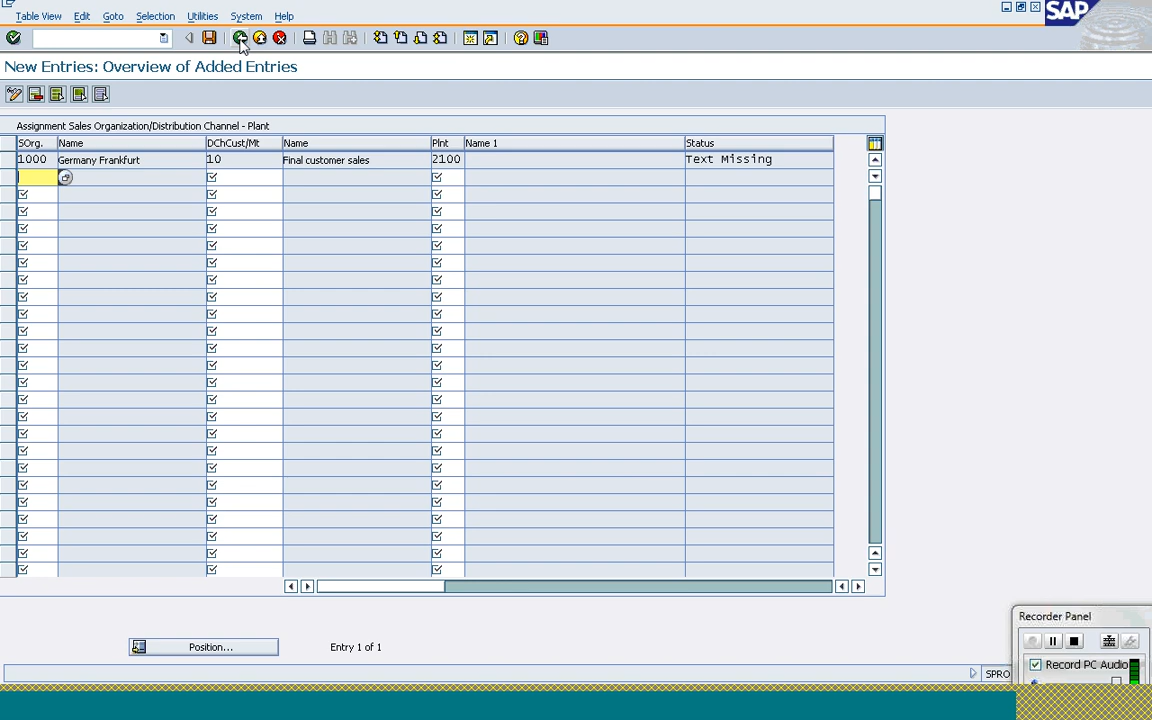 Table View Edit Goto Selection Utilities System Help
SAP
New Entries: Overview of Added Entries
Assignment Sales Organization/Distribution Channel - Plant
SOrg. Name DChCust/Mt Name Plnt Name 1 Status
1000 Germany Frankfurt 10 Final customer sales 2100 Text Missing
Position... Entry 1 of 1
SPRO
Recorder Panel
Record PC Audio